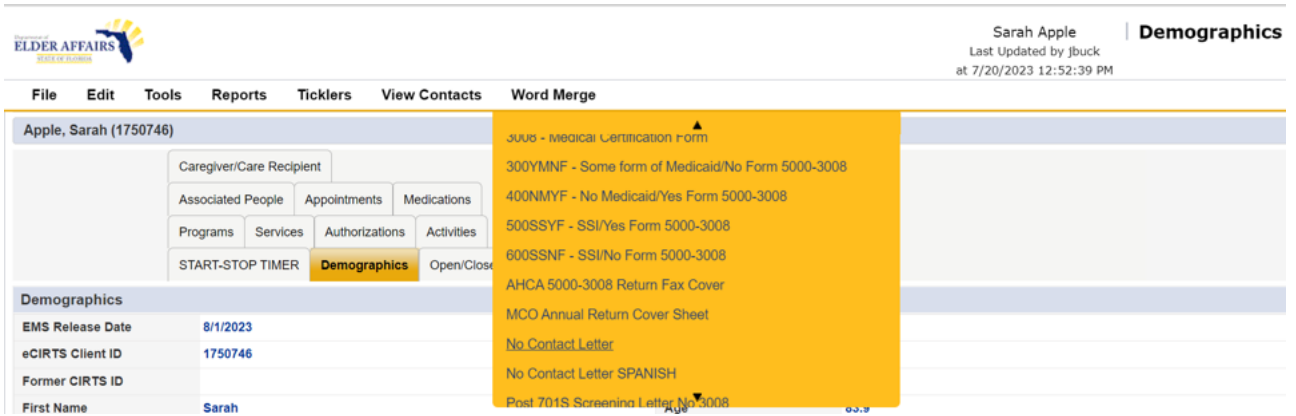 Department of
ELDER AFFAIRS
STATE OF FLORIDA
Sarah Apple
Last Updated by jbuck
at 7/20/2023 12:52:39 PM
Demographics
File Edit Tools Reports Ticklers View Contacts Word Merge
Apple, Sarah (1750746)
Caregiver/Care Recipient
Associated People Appointments Medications
Programs Services Authorizations Activities
START-STOP TIMER Demographics Open/Close
3008 - Medical Certification Form
300YMNF - Some form of Medicaid/No Form 5000-3008
400NMYF - No Medicaid/Yes Form 5000-3008
500SSYF - SSI/Yes Form 5000-3008
600SSNF - SSI/No Form 5000-3008
AHCA 5000-3008 Return Fax Cover
MCO Annual Return Cover Sheet
No Contact Letter
No Contact Letter SPANISH
Post 701S Screening Letter No 3008
Demographics
EMS Release Date 8/1/2023
eCIRTS Client ID 1750746
Former CIRTS ID
First Name Sarah Age 83.9